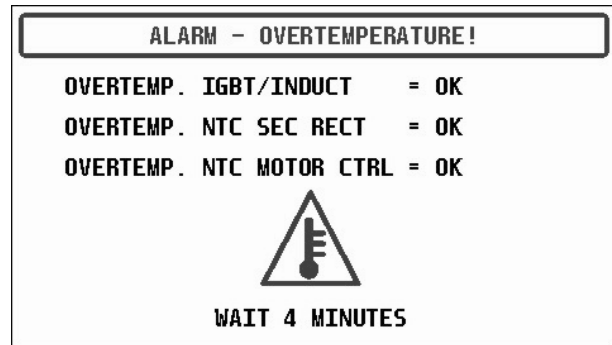 ALARM - OVERTEMPERATURE!
OVERTEMP. IGBT/INDUCT = OK
OVERTEMP. NTC SEC RECT = OK
OVERTEMP. NTC MOTOR CTRL = OK
WAIT 4 MINUTES